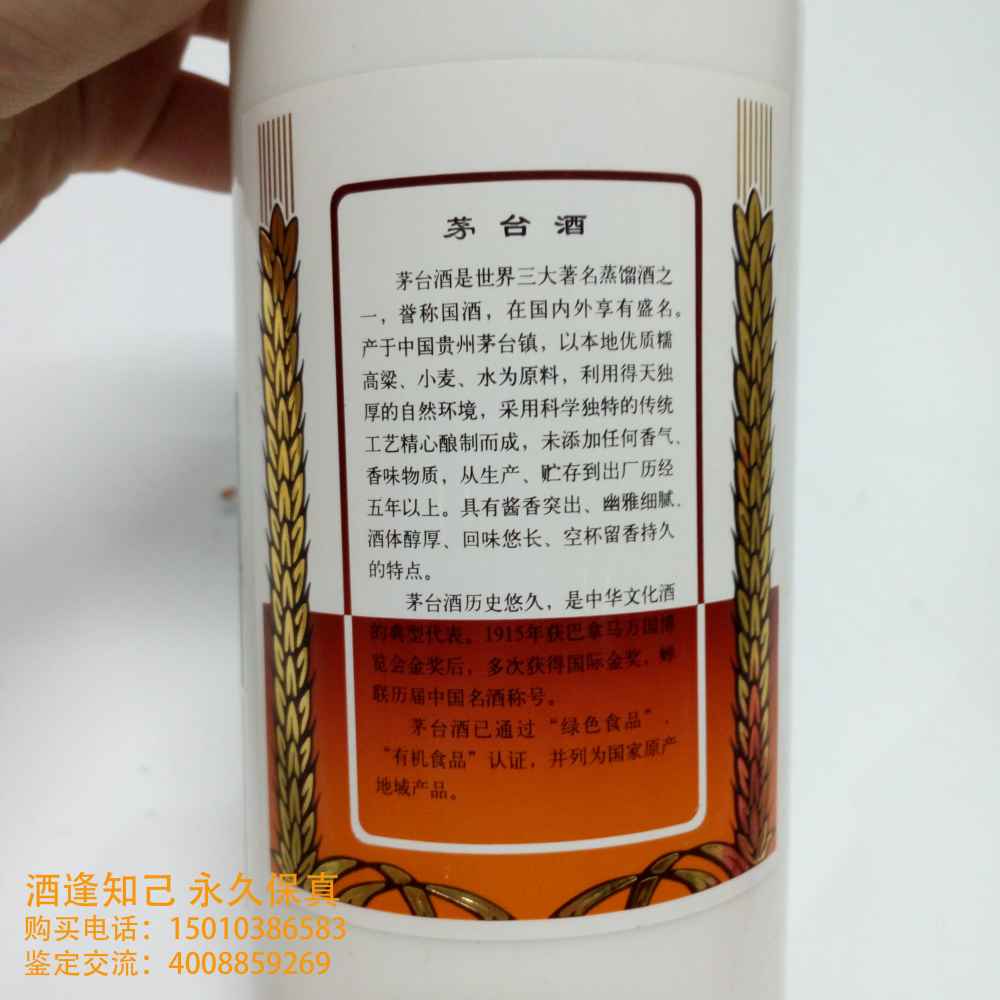 茅台酒
茅台酒是世界三大著名蒸馏酒之
一，誉称国酒，在国内外享有盛名。
产于中国贵州茅台镇，以本地优质糯
高粱、小麦、水为原料，利用得天独
厚的自然环境，采用科学独特的传统
工艺精心酿制而成，未添加任何香气、
香味物质，从生产、贮存到出厂历经
五年以上。具有酱香突出、幽雅细腻、
酒体醇厚、回味悠长、空杯留香持久
的特点。
茅台酒历史悠久，是中华文化酒
的典型代表。1915年获巴拿马万国博
览会金奖后，多次获得国际金奖，蝉
联历届中国名酒称号。
茅台酒已通过“绿色食品”、
“有机食品”认证，并列为国家原产
地域产品。
酒逢知己 永久保真
购买电话：15010386583
鉴定交流：4008859269